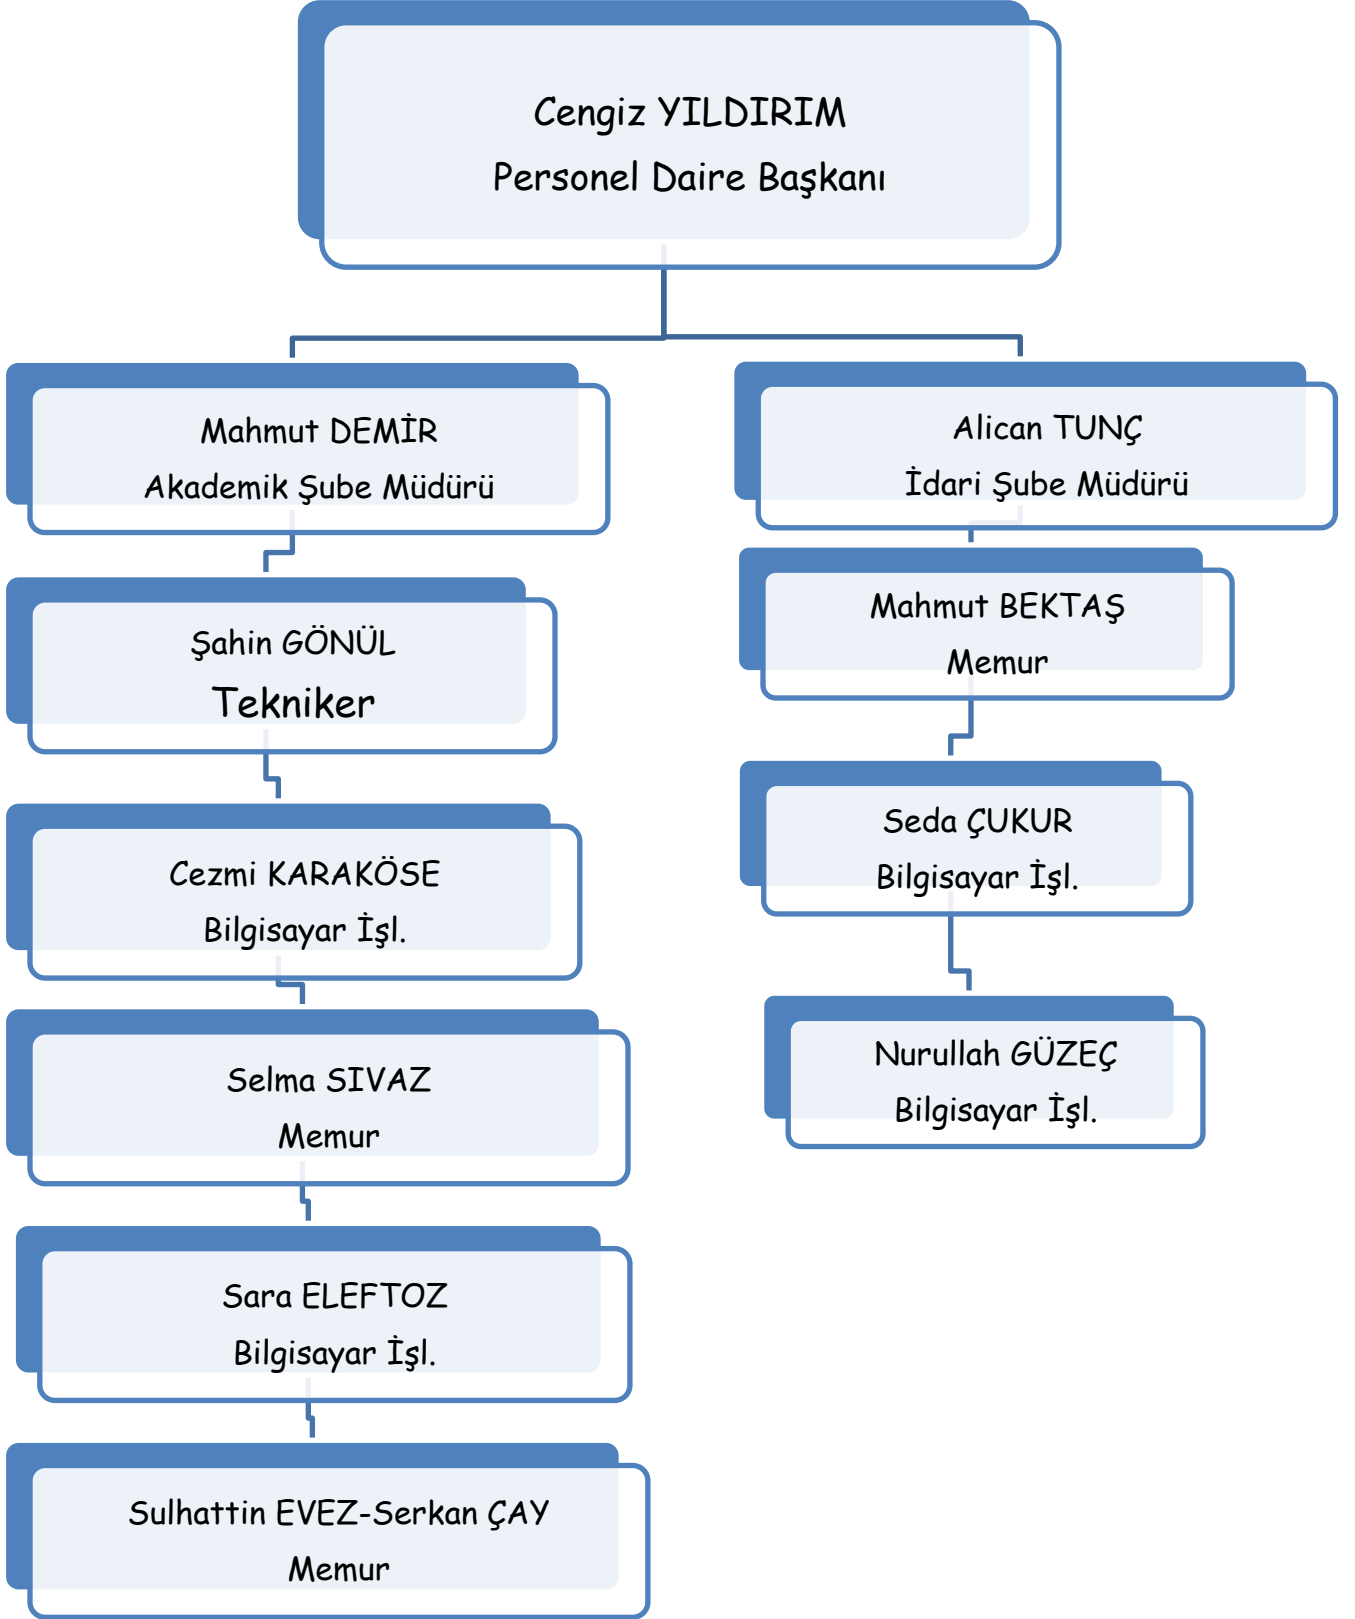 Cengiz YILDIRIM
Personel Daire Başkanı
Mahmut DEMİR
Akademik Şube Müdürü
Şahin GÖNÜL
Tekniker
Cezmi KARAKÖSE
Bilgisayar İşl.
Selma SIVAZ
Memur
Sara ELEFTOZ
Bilgisayar İşl.
Sulhattin EVEZ-Serkan ÇAY
Memur
Alican TUNÇ
İdari Şube Müdürü
Mahmut BEKTAŞ
Memur
Seda ÇUKUR
Bilgisayar İşl.
Nurullah GÜZEÇ
Bilgisayar İşl.